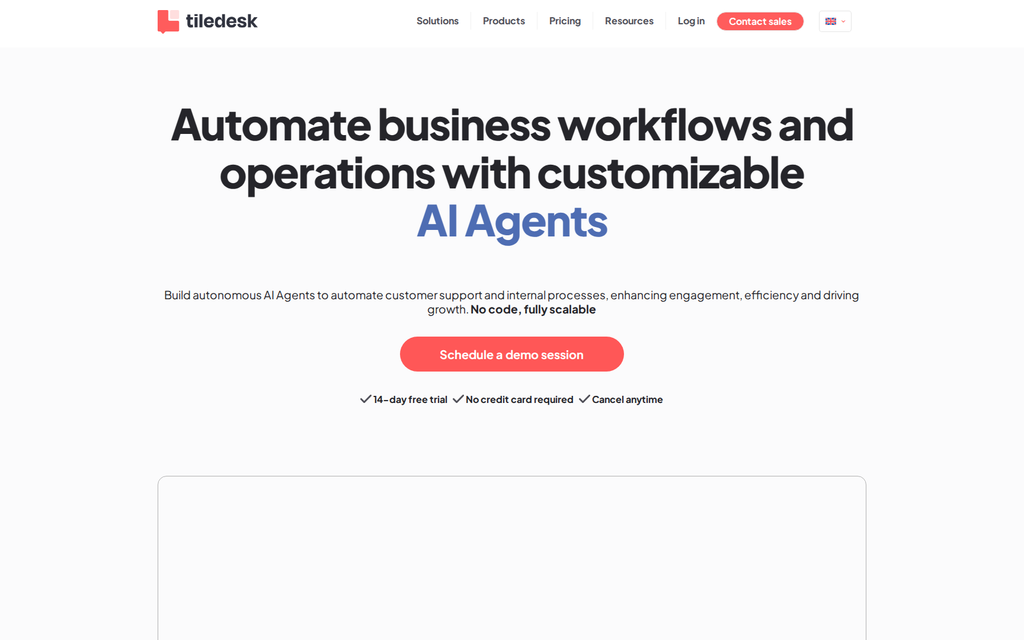 tiledesk
Solutions
Products
Pricing
Resources
Log in
Contact sales
Automate business workflows and
operations with customizable
AI Agents
Build autonomous AI Agents to automate customer support and internal processes, enhancing engagement, efficiency and driving
growth. No code, fully scalable
Schedule a demo session
14-day free trial No credit card required Cancel anytime